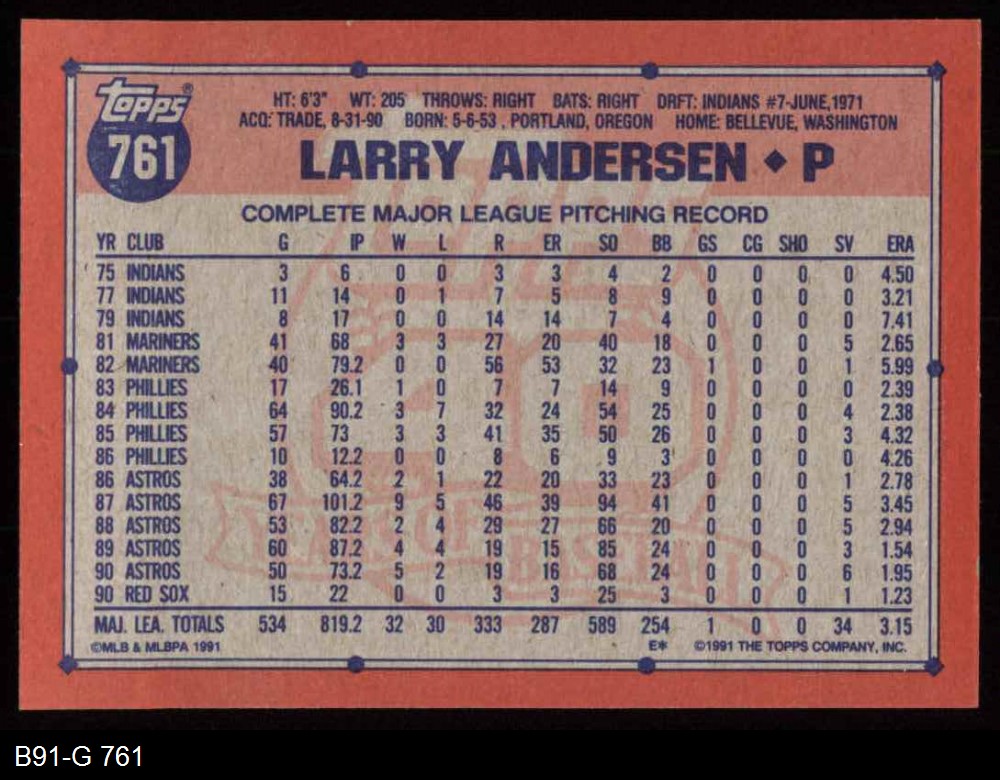 topps®
761
HT: 6'3" WT: 205 THROWS: RIGHT BATS: RIGHT DRFT: INDIANS #7-JUNE,1971
ACQ: TRADE, 8-31-90 BORN: 5-6-53, PORTLAND, OREGON HOME: BELLEVUE, WASHINGTON
LARRY ANDERSEN ◆ P
COMPLETE MAJOR LEAGUE PITCHING RECORD
YR CLUB G IP W L R ER SO BB GS CG SHO SV ERA
75 INDIANS 3 6 0 0 3 3 4 2 0 0 0 0 4.50
77 INDIANS 11 14 0 1 7 5 8 9 0 0 0 0 3.21
79 INDIANS 8 17 0 0 14 14 7 4 0 0 0 0 7.41
81 MARINERS 41 68 3 3 27 20 40 18 0 0 0 5 2.65
82 MARINERS 40 79.2 0 0 56 53 32 23 1 0 0 1 5.99
83 PHILLIES 17 26.1 1 0 7 7 14 9 0 0 0 0 2.39
84 PHILLIES 64 90.2 3 7 32 24 54 25 0 0 0 4 2.38
85 PHILLIES 57 73 3 3 41 35 50 26 0 0 0 3 4.32
86 PHILLIES 10 12.2 0 0 8 6 9 3 0 0 0 0 4.26
86 ASTROS 38 64.2 2 1 22 20 33 23 0 0 0 1 2.78
87 ASTROS 67 101.2 9 5 46 39 94 41 0 0 0 5 3.45
88 ASTROS 53 82.2 2 4 29 27 66 20 0 0 0 5 2.94
89 ASTROS 60 87.2 4 4 19 15 85 24 0 0 0 3 1.54
90 ASTROS 50 73.2 5 2 19 16 68 24 0 0 0 6 1.95
90 RED SOX 15 22 0 0 3 3 25 3 0 0 0 1 1.23
MAJ. LEA. TOTALS 534 819.2 32 30 333 287 589 254 1 0 0 34 3.15
©MLB & MLBPA 1991 E* ©1991 THE TOPPS COMPANY, INC.
40
YEARS OF BASEBALL
B91-G 761